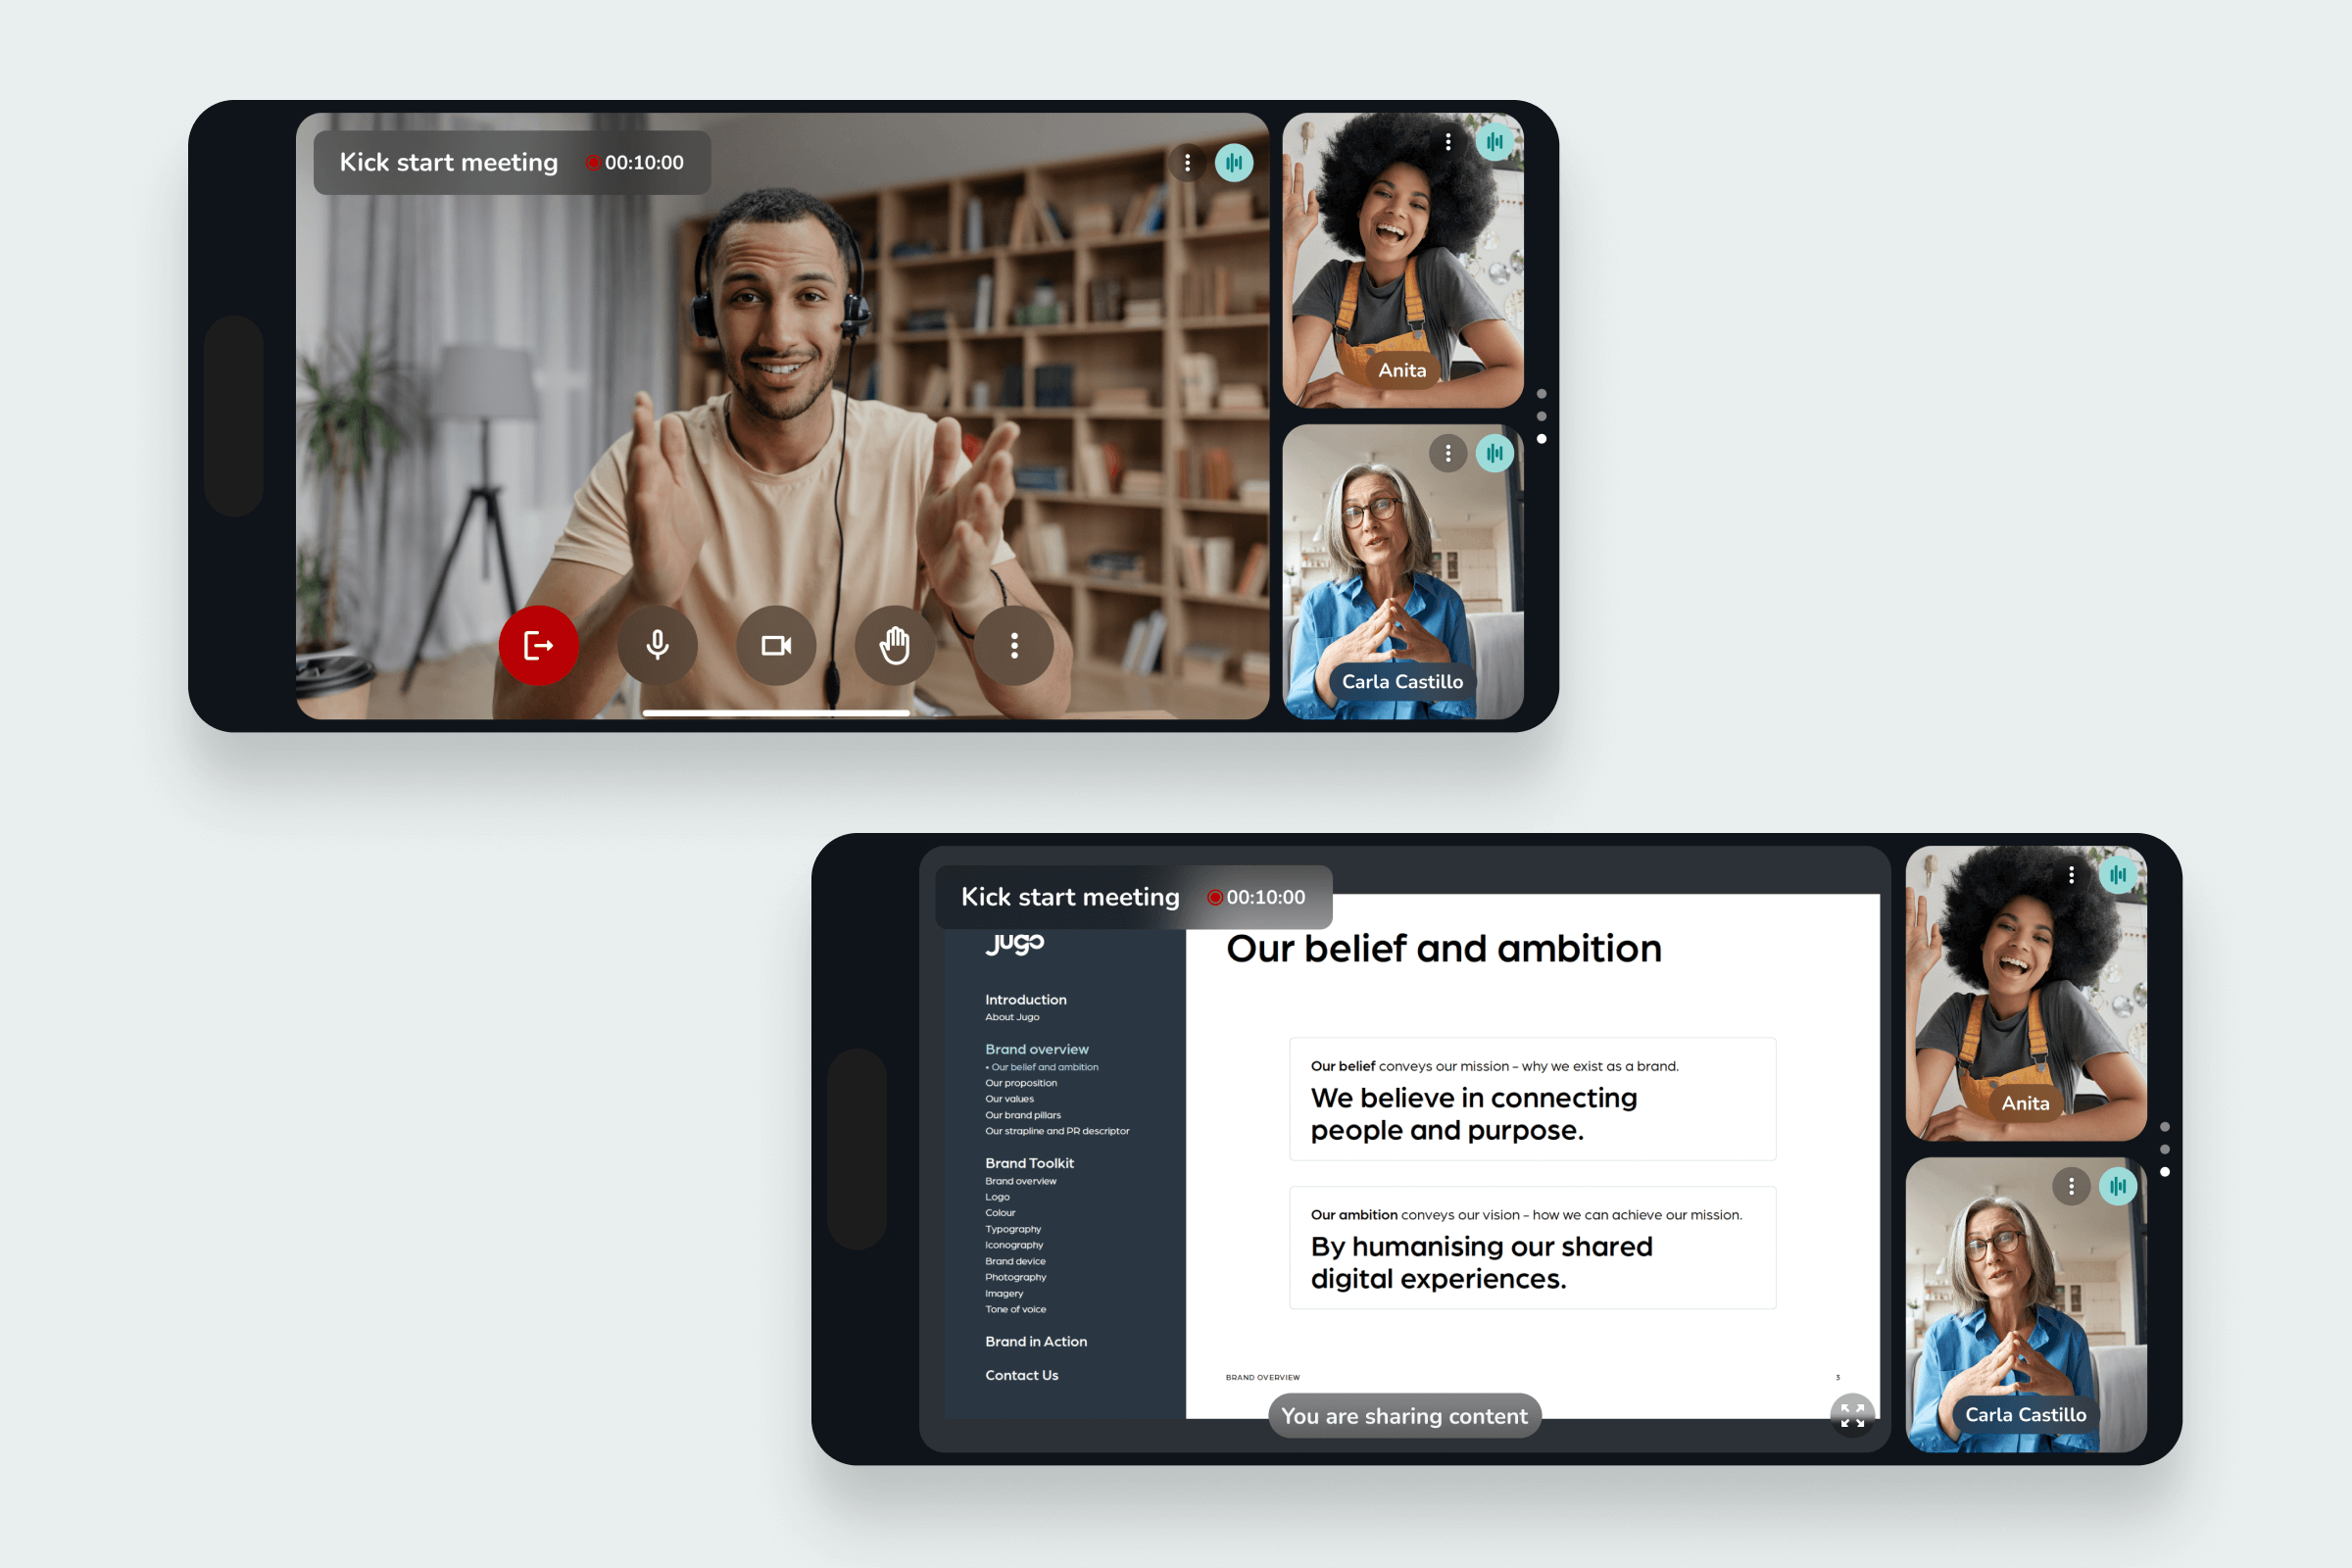 Kick start meeting
00:10:00
Anita
Carla Castillo
Kick start meeting
00:10:00
jugo
Introduction
About Jugo
Brand overview
• Our belief and ambition
Our proposition
Our values
Our brand pillars
Our strapline and PR descriptor
Brand Toolkit
Brand overview
Logo
Colour
Typography
Iconography
Brand device
Photography
Imagery
Tone of voice
Brand in Action
Contact Us
Our belief and ambition
Our belief conveys our mission - why we exist as a brand.
We believe in connecting
people and purpose.
Our ambition conveys our vision - how we can achieve our mission.
By humanising our shared
digital experiences.
BRAND OVERVIEW
3
You are sharing content
Anita
Carla Castillo